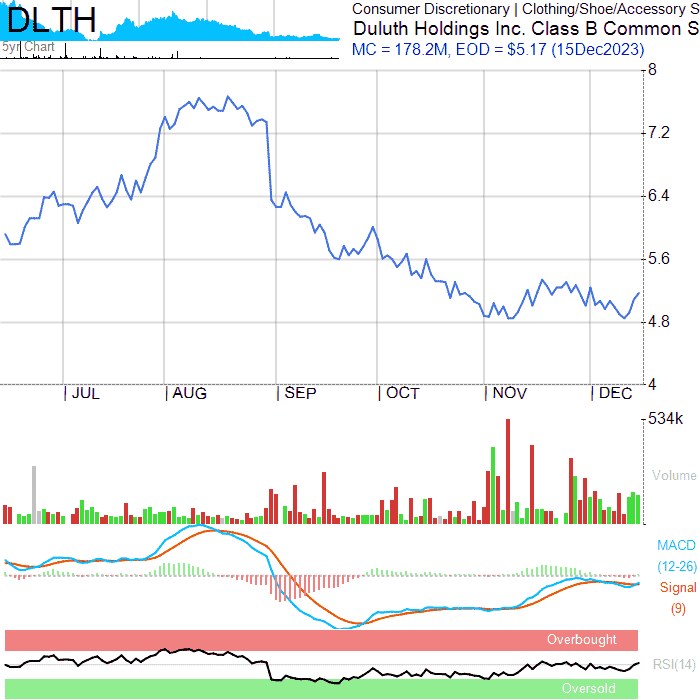 DLTH
5yr Chart
Consumer Discretionary | Clothing/Shoe/Accessory S
Duluth Holdings Inc. Class B Common S
MC = 178.2M, EOD = $5.17 (15Dec2023)
8
7.2
6.4
5.6
4.8
4
JUL
AUG
SEP
OCT
NOV
DEC
534k
Volume
MACD
(12-26)
Signal
(9)
Overbought
RSI(14)
Oversold